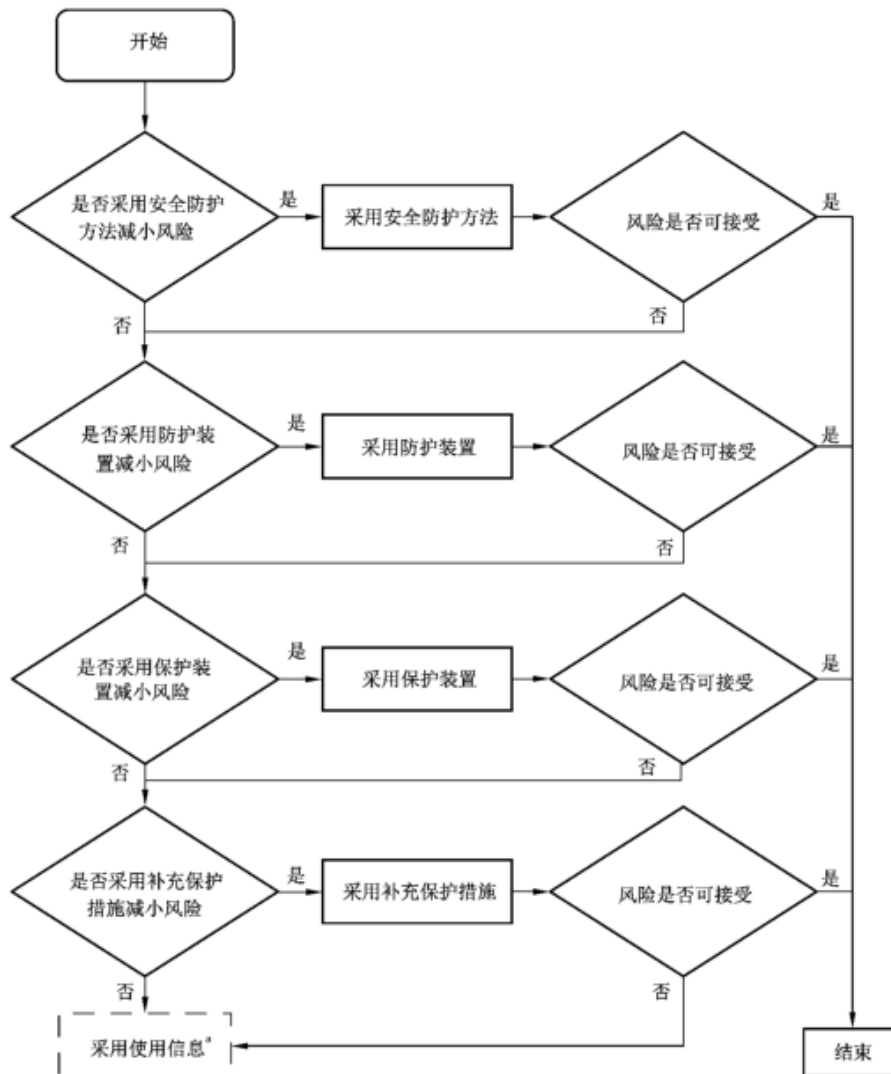 开始
是否采用安全防护
方法减小风险
是
采用安全防护方法
风险是否可接受
是
否
否
是否采用防护装
置减小风险
是
采用防护装置
风险是否可接受
是
否
否
是否采用保护装
置减小风险
是
采用保护装置
风险是否可接受
是
否
否
是否采用补充保护
措施减小风险
是
采用补充保护措施
风险是否可接受
是
否
否
采用使用信息ᵃ
结束